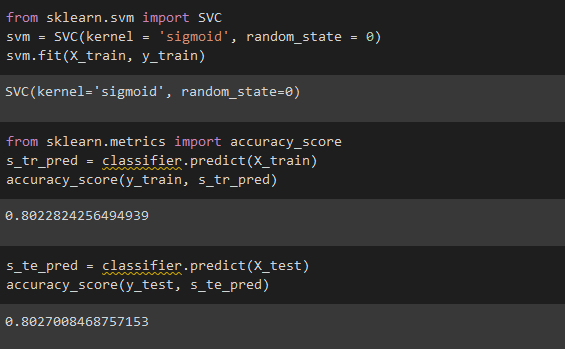 from sklearn.svm import SVC
svm = SVC(kernel = 'sigmoid', random_state = 0)
svm.fit(X_train, y_train)
SVC(kernel='sigmoid', random_state=0)
from sklearn.metrics import accuracy_score
s_tr_pred = classifier.predict(X_train)
accuracy_score(y_train, s_tr_pred)
0.8022824256494939
s_te_pred = classifier.predict(X_test)
accuracy_score(y_test, s_te_pred)
0.8027008468757153